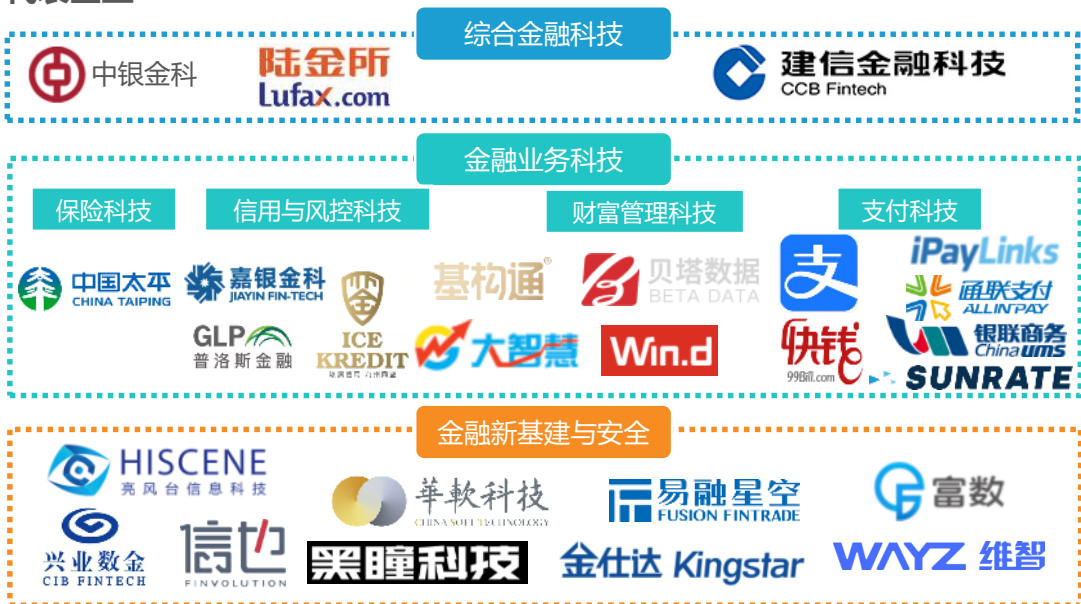 综合金融科技
中银金科
陆金所
Lufax.com
建信金融科技
CCB Fintech
金融业务科技
保险科技
信用与风控科技
财富管理科技
支付科技
中国太平
CHINA TAIPING
嘉银金科
JIAYIN FIN-TECH
GLP
普洛斯金融
ICE
KREDIT
基构通
大智慧
贝塔数据
BETA DATA
Win.d
支
iPayLinks
通联支付
ALLINPAY
快钱
99Bill.com
银联商务
China ums
SUNRATE
金融新基建与安全
HISCENE
亮风台信息科技
兴业数金
CIB FINTECH
信也
FINVOLUTION
華軟科技
CHINA SOFT TECHNOLOGY
黑瞳科技
易融星空
FUSION FINTRADE
金仕达 Kingstar
富数
WAYZ 维智